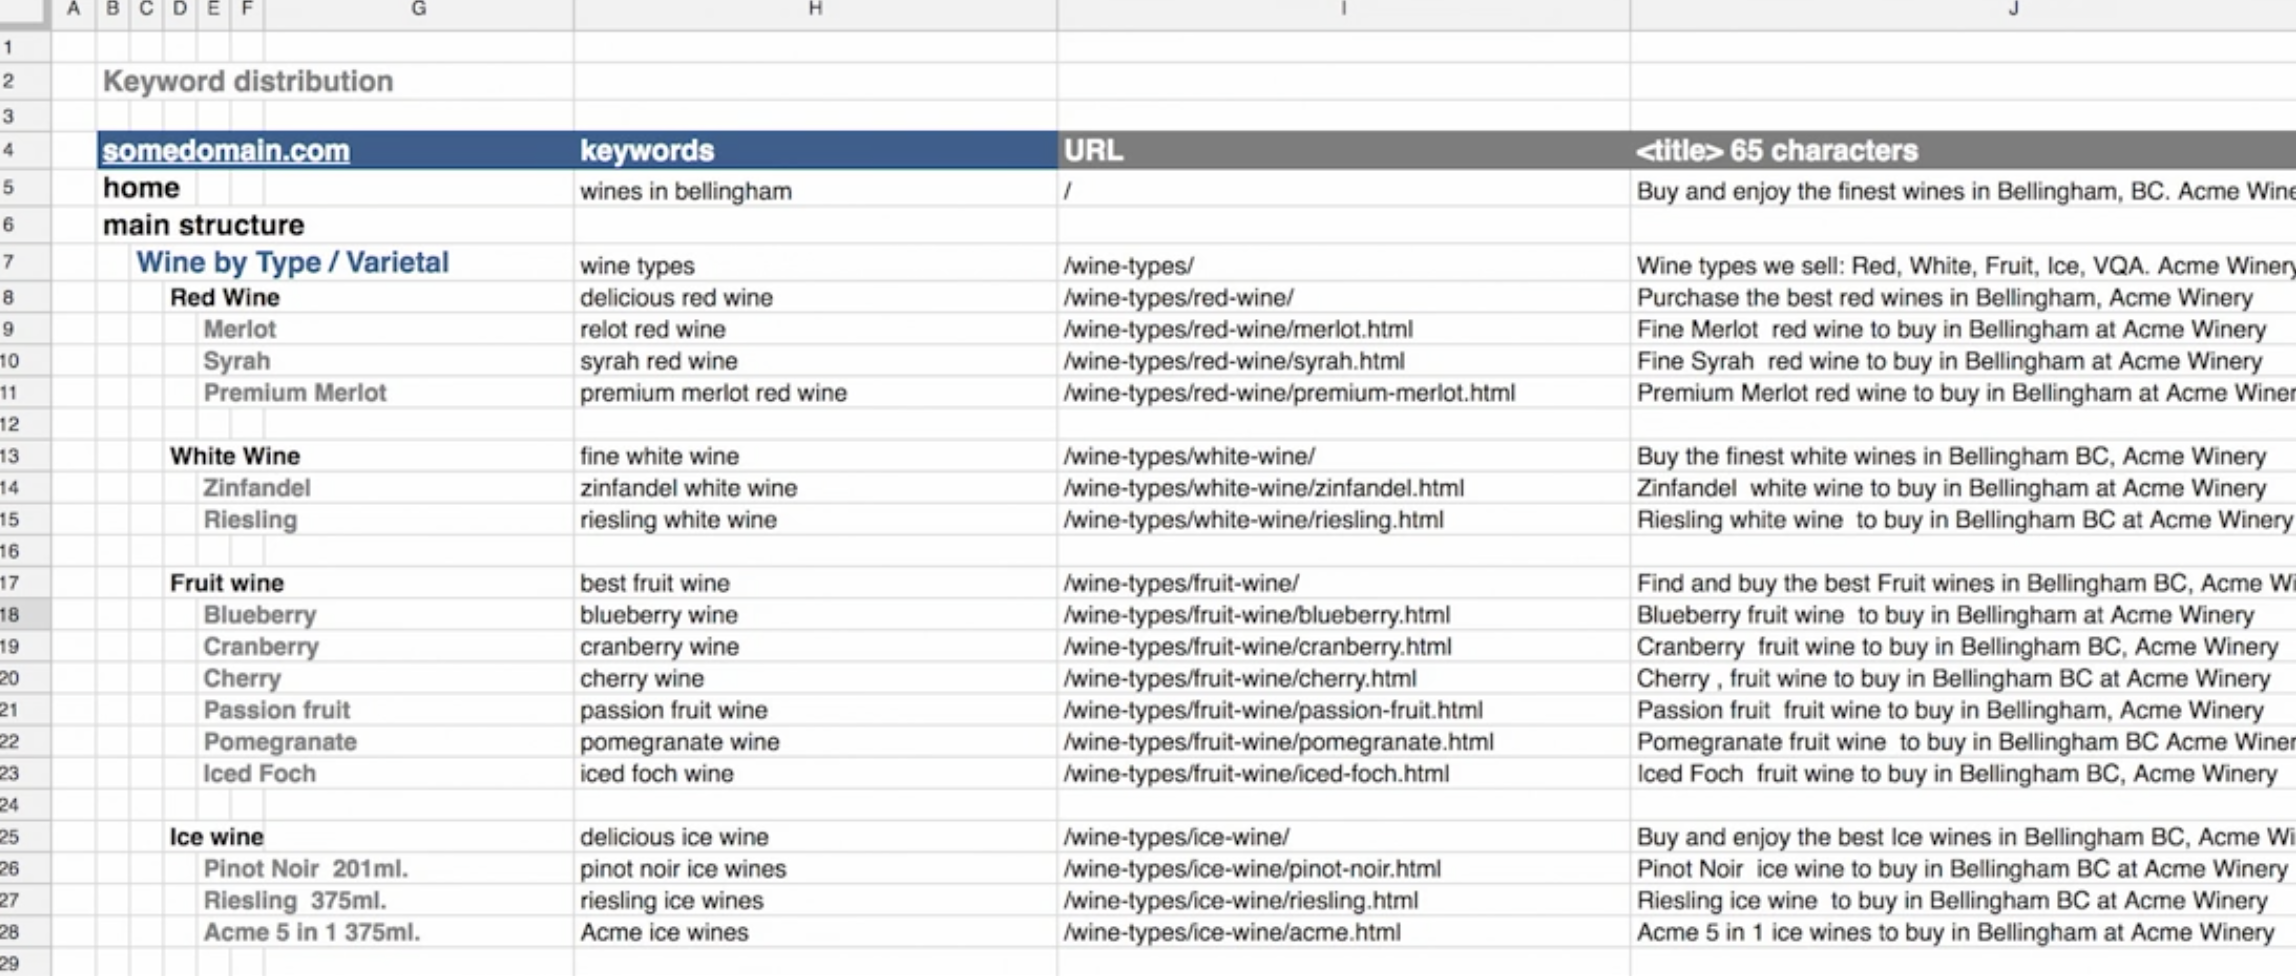 A B C D E F G H I J
1
2 Keyword distribution
3
4 somedomain.com keywords URL <title> 65 characters
5 home wines in bellingham / Buy and enjoy the finest wines in Bellingham, BC. Acme Wine
6 main structure
7 Wine by Type / Varietal wine types /wine-types/ Wine types we sell: Red, White, Fruit, Ice, VQA. Acme Winery
8 Red Wine delicious red wine /wine-types/red-wine/ Purchase the best red wines in Bellingham, Acme Winery
9 Merlot relot red wine /wine-types/red-wine/merlot.html Fine Merlot  red wine to buy in Bellingham at Acme Winery
10 Syrah syrah red wine /wine-types/red-wine/syrah.html Fine Syrah  red wine to buy in Bellingham at Acme Winery
11 Premium Merlot premium merlot red wine /wine-types/red-wine/premium-merlot.html Premium Merlot red wine to buy in Bellingham at Acme Winer
12
13 White Wine fine white wine /wine-types/white-wine/ Buy the finest white wines in Bellingham BC, Acme Winery
14 Zinfandel zinfandel white wine /wine-types/white-wine/zinfandel.html Zinfandel  white wine to buy in Bellingham at Acme Winery
15 Riesling riesling white wine /wine-types/white-wine/riesling.html Riesling white wine  to buy in Bellingham BC at Acme Winery
16
17 Fruit wine best fruit wine /wine-types/fruit-wine/ Find and buy the best Fruit wines in Bellingham BC, Acme Wi
18 Blueberry blueberry wine /wine-types/fruit-wine/blueberry.html Blueberry fruit wine  to buy in Bellingham at Acme Winery
19 Cranberry cranberry wine /wine-types/fruit-wine/cranberry.html Cranberry  fruit wine to buy in Bellingham BC, Acme Winery
20 Cherry cherry wine /wine-types/fruit-wine/cherry.html Cherry , fruit wine to buy in Bellingham BC at Acme Winery
21 Passion fruit passion fruit wine /wine-types/fruit-wine/passion-fruit.html Passion fruit  fruit wine to buy in Bellingham, Acme Winery
22 Pomegranate pomegranate wine /wine-types/fruit-wine/pomegranate.html Pomegranate fruit wine  to buy in Bellingham BC Acme Winer
23 Iced Foch iced foch wine /wine-types/fruit-wine/iced-foch.html Iced Foch  fruit wine to buy in Bellingham BC, Acme Winery
24
25 Ice wine delicious ice wine /wine-types/ice-wine/ Buy and enjoy the best Ice wines in Bellingham BC, Acme Wi
26 Pinot Noir  201ml. pinot noir ice wines /wine-types/ice-wine/pinot-noir.html Pinot Noir  ice wine to buy in Bellingham BC at Acme Winery
27 Riesling  375ml. riesling ice wines /wine-types/ice-wine/riesling.html Riesling ice wine  to buy in Bellingham BC at Acme Winery
28 Acme 5 in 1 375ml. Acme ice wines /wine-types/ice-wine/acme.html Acme 5 in 1 ice wines to buy in Bellingham at Acme Winery
29